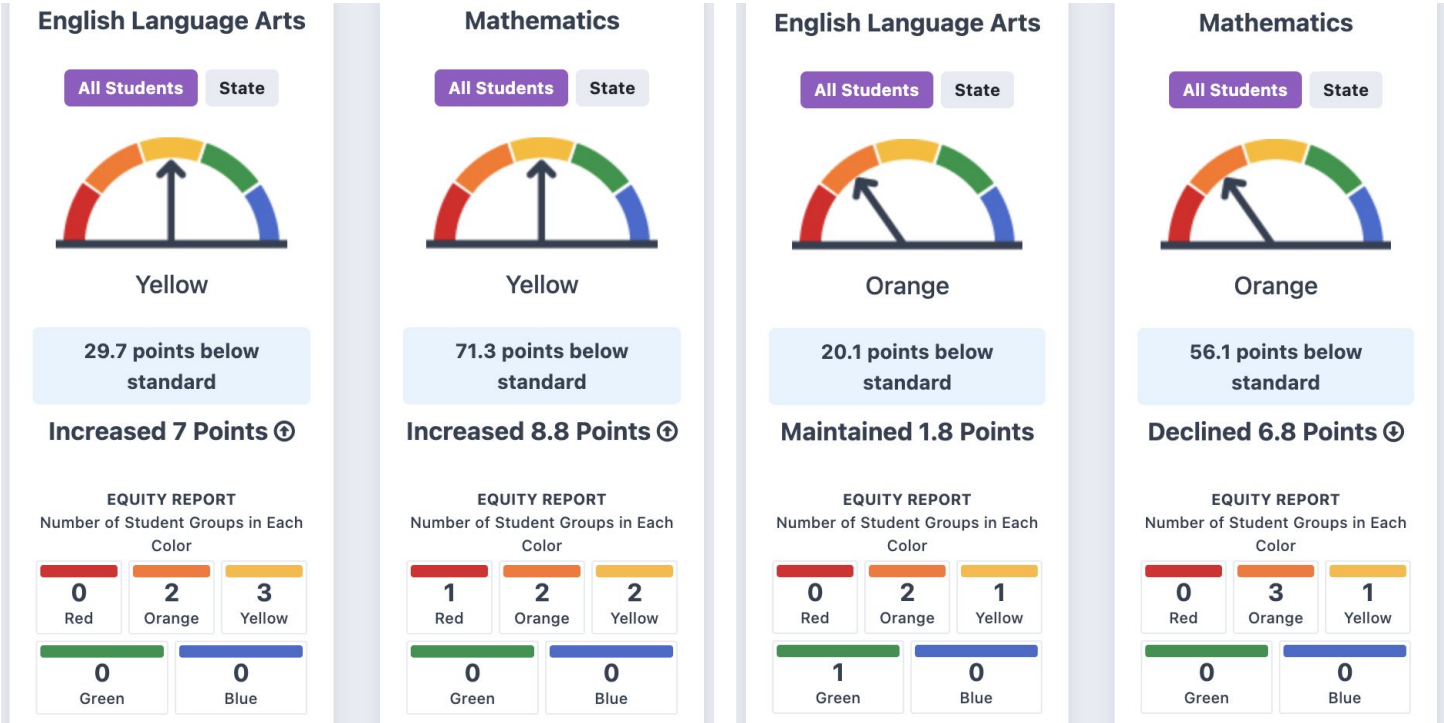 English Language Arts
All Students
State
Yellow
29.7 points below
standard
Increased 7 Points
EQUITY REPORT
Number of Student Groups in Each
Color
0
Red
2
Orange
3
Yellow
0
Green
0
Blue
Mathematics
All Students
State
Yellow
71.3 points below
standard
Increased 8.8 Points
EQUITY REPORT
Number of Student Groups in Each
Color
1
Red
2
Orange
2
Yellow
0
Green
0
Blue
English Language Arts
All Students
State
Orange
20.1 points below
standard
Maintained 1.8 Points
EQUITY REPORT
Number of Student Groups in Each
Color
0
Red
2
Orange
1
Yellow
1
Green
0
Blue
Mathematics
All Students
State
Orange
56.1 points below
standard
Declined 6.8 Points
EQUITY REPORT
Number of Student Groups in Each
Color
0
Red
3
Orange
1
Yellow
0
Green
0
Blue